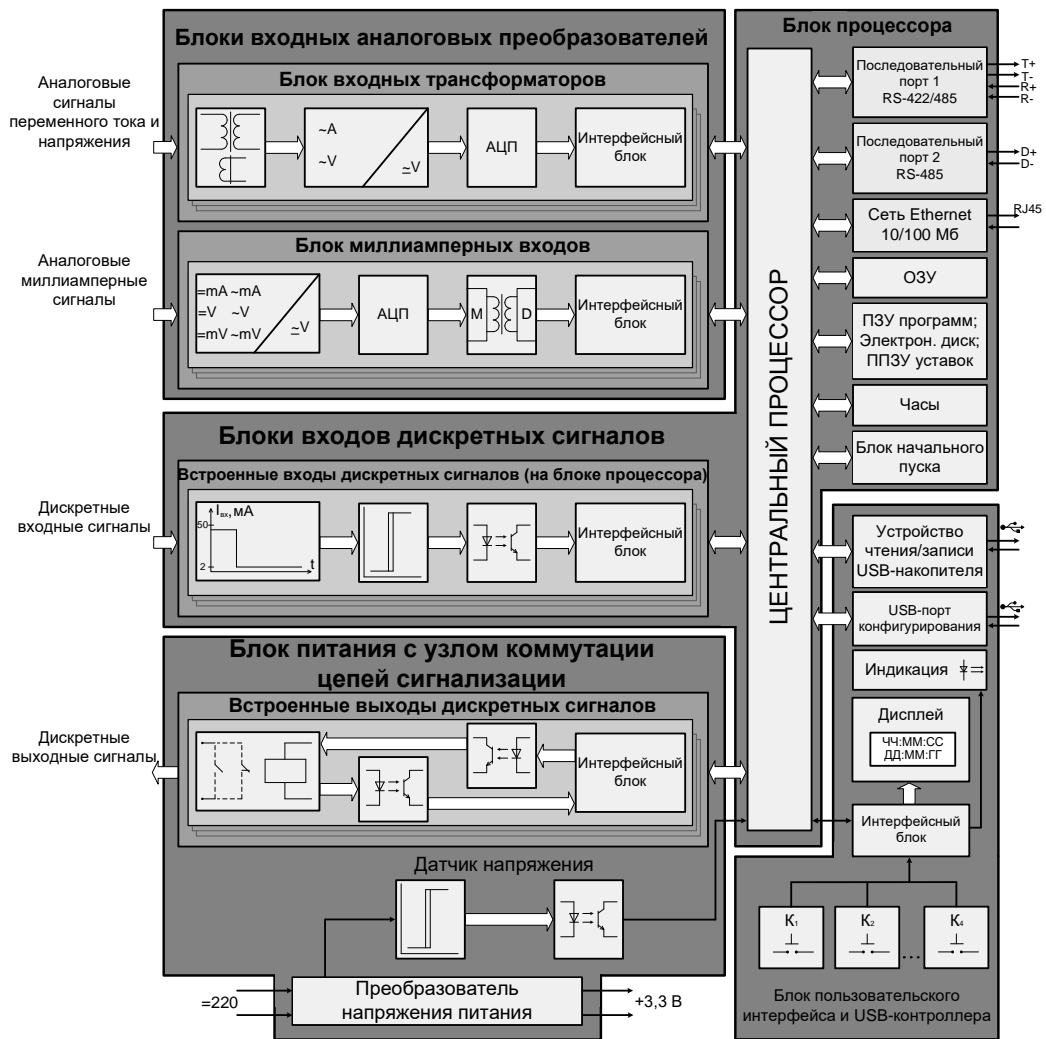 Блоки входных аналоговых преобразователей
Блок процессора
Аналоговые
сигналы
переменного тока и
напряжения
Блок входных трансформаторов
~A
~V
≃V
АЦП
Интерфейсный
блок
Аналоговые
миллиамперные
сигналы
Блок миллиамперных входов
=mA ~mA
=V ~V
=mV ~mV
≃V
АЦП
M
D
Интерфейсный
блок
Блоки входов дискретных сигналов
Встроенные входы дискретных сигналов (на блоке процессора)
Дискретные
входные сигналы
Iвх, мА
50
2
t
Интерфейсный
блок
Блок питания с узлом коммутации
цепей сигнализации
Встроенные выходы дискретных сигналов
Дискретные
выходные сигналы
Интерфейсный
блок
Датчик напряжения
=220
Преобразователь
напряжения питания
+3,3 В
ЦЕНТРАЛЬНЫЙ ПРОЦЕССОР
Последовательный
порт 1
RS-422/485
T+
T-
R+
R-
Последовательный
порт 2
RS-485
D+
D-
Сеть Ethernet
10/100 Мб
RJ45
ОЗУ
ПЗУ программ;
Электрон. диск;
ППЗУ уставок
Часы
Блок начального
пуска
Устройство
чтения/записи
USB-накопителя
USB-порт
конфигурирования
Индикация
Дисплей
ЧЧ:ММ:СС
ДД:ММ:ГГ
Интерфейсный
блок
K1
K2
...
K4
Блок пользовательского
интерфейса и USB-контроллера